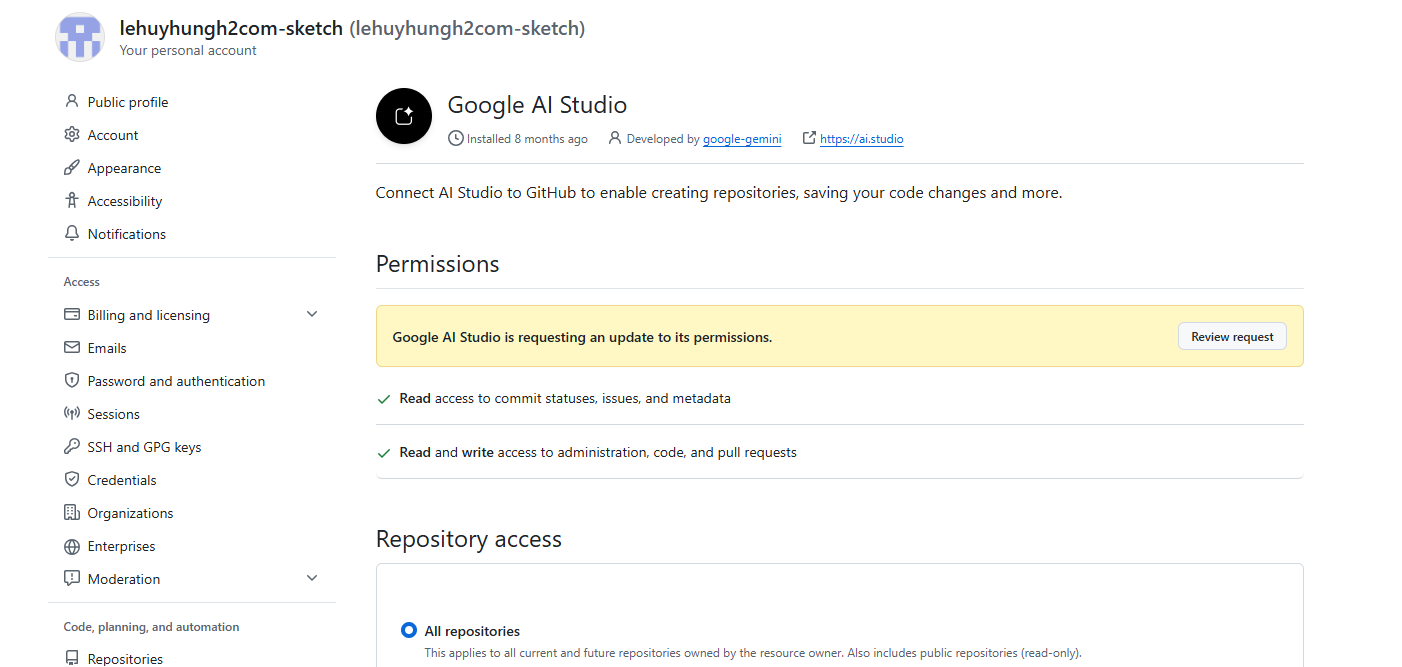 lehuyhungh2com-sketch (lehuyhungh2com-sketch)
Your personal account
Public profile
Account
Appearance
Accessibility
Notifications
Access
Billing and licensing
Emails
Password and authentication
Sessions
SSH and GPG keys
Credentials
Organizations
Enterprises
Moderation
Code, planning, and automation
Repositories
Google AI Studio
Installed 8 months ago Developed by google-gemini https://ai.studio
Connect AI Studio to GitHub to enable creating repositories, saving your code changes and more.
Permissions
Google AI Studio is requesting an update to its permissions. Review request
Read access to commit statuses, issues, and metadata
Read and write access to administration, code, and pull requests
Repository access
All repositories
This applies to all current and future repositories owned by the resource owner. Also includes public repositories (read-only).